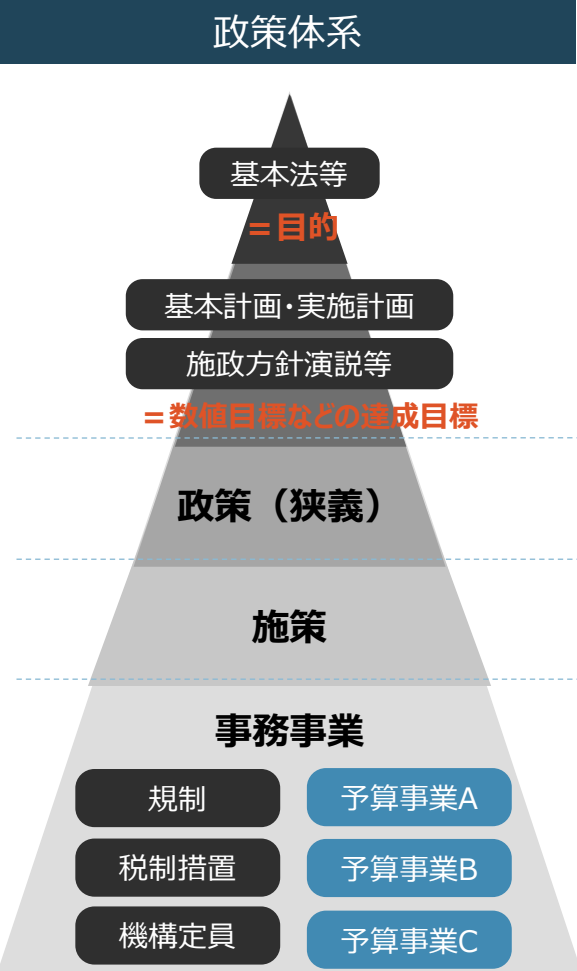 政策体系
基本法等
＝目的
基本計画・実施計画
施政方針演説等
＝数値目標などの達成目標
政策（狭義）
施策
事務事業
規制
予算事業A
税制措置
予算事業B
機構定員
予算事業C